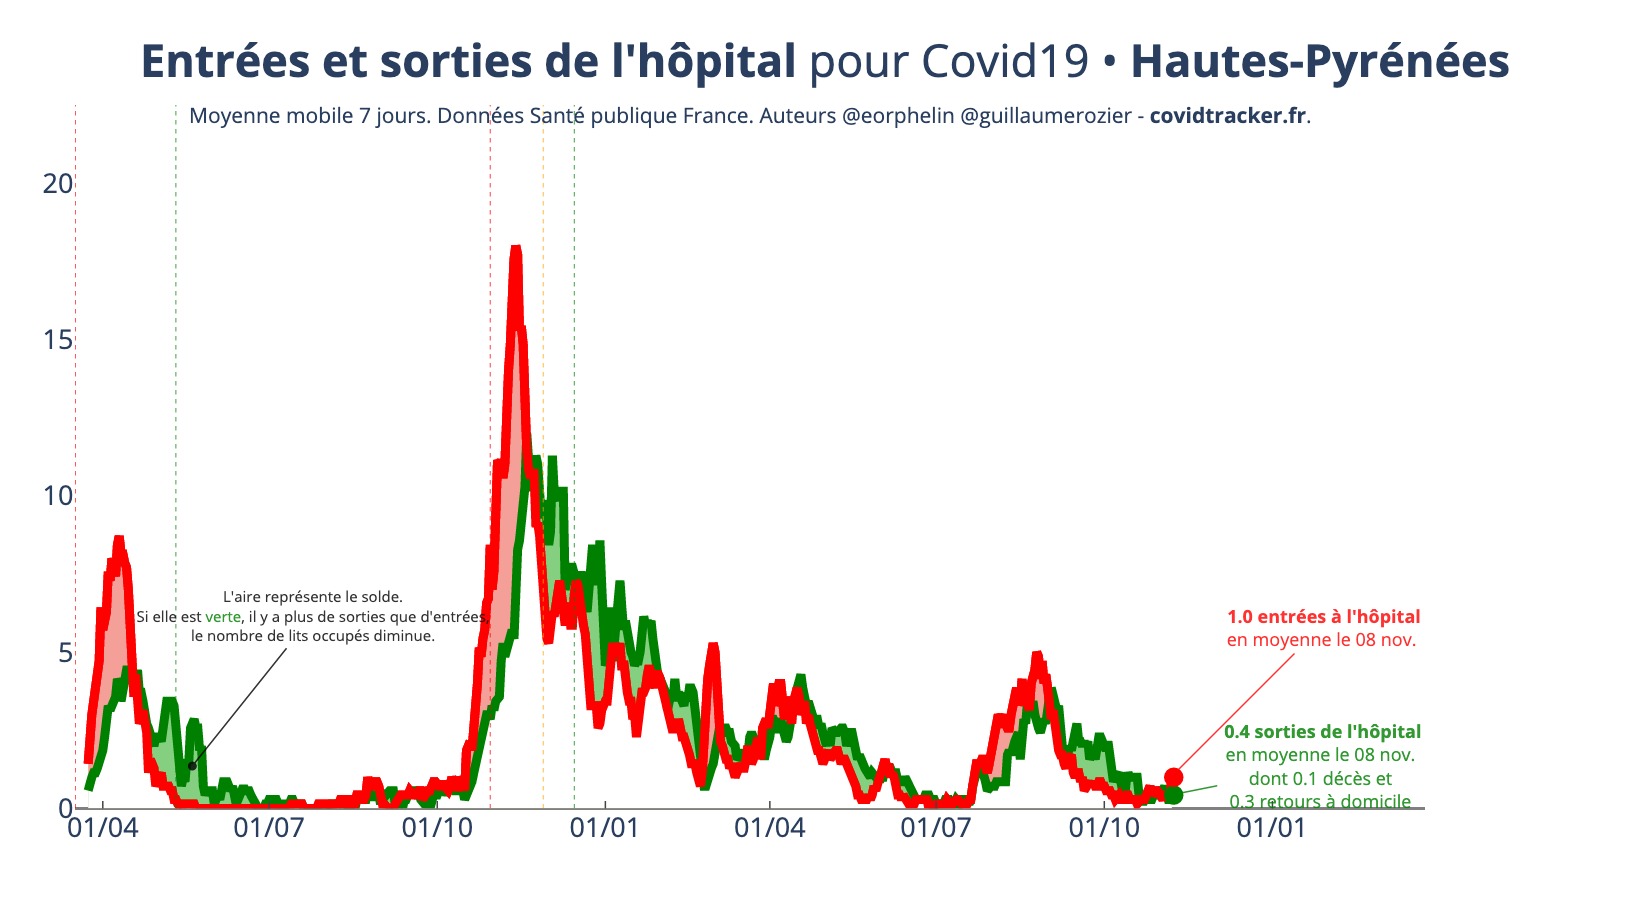 Entrées et sorties de l'hôpital pour Covid19 • Hautes-Pyrénées
Moyenne mobile 7 jours. Données Santé publique France. Auteurs @eorphelin @guillaumerozier - covidtracker.fr.
20
15
10
5
0
L'aire représente le solde.
Si elle est verte, il y a plus de sorties que d'entrées,
le nombre de lits occupés diminue.
1.0 entrées à l'hôpital
en moyenne le 08 nov.
0.4 sorties de l'hôpital
en moyenne le 08 nov.
dont 0.1 décès et
0.3 retours à domicile
01/04 01/07 01/10 01/01 01/04 01/07 01/10 01/01